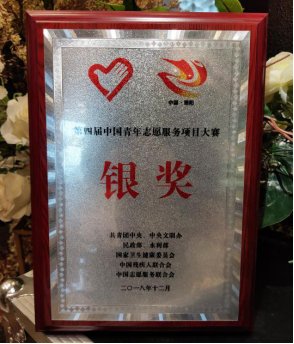 中国·德阳
第四届中国青年志愿服务项目大赛
银奖
共青团中央、中央文明办
民政部、水利部
国家卫生健康委员会
中国残疾人联合会
中国志愿服务联合会
二〇一八年十二月